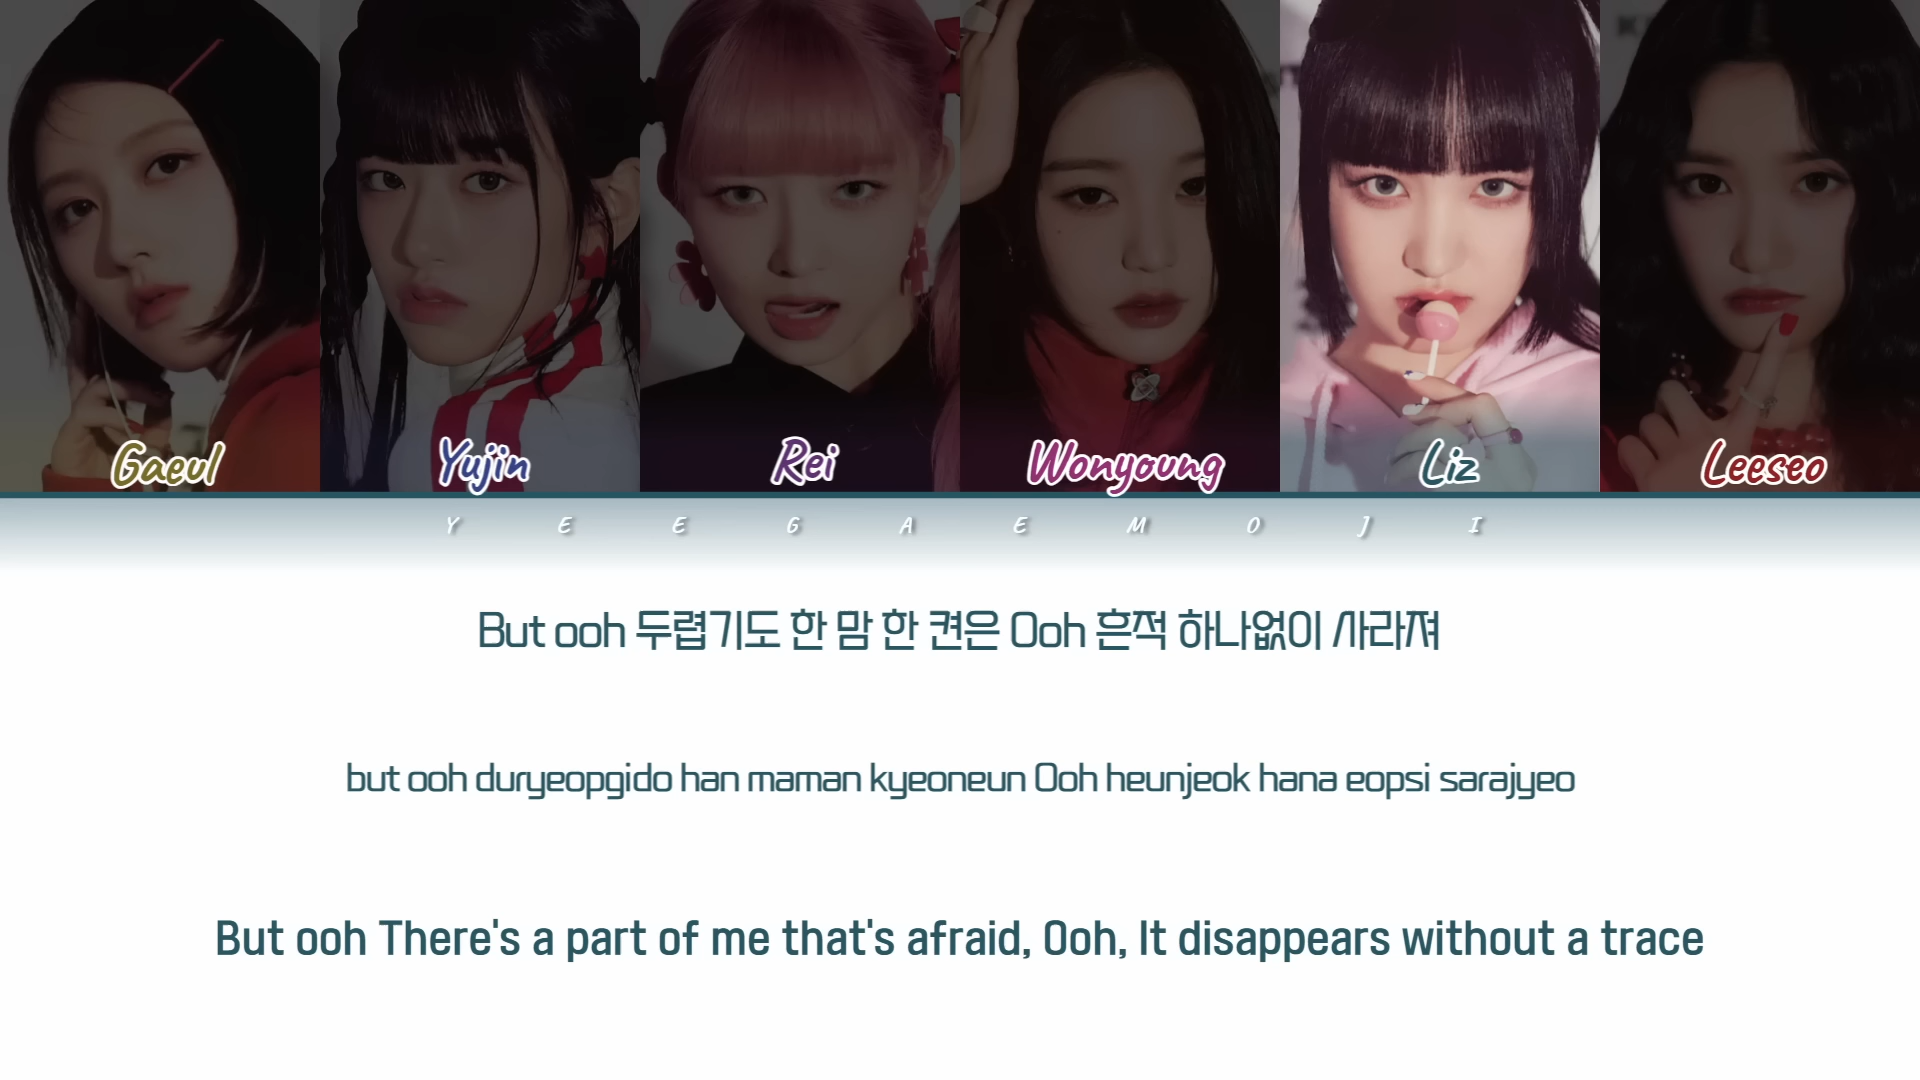 Gaeul Yujin Rei Wonyoung Liz Leeseo
Y E E G A E M O J I
But ooh 두렵기도 한 맘 한 켠은 Ooh 흔적 하나없이 사라져
but ooh duryeopgido han maman kyeoneun Ooh heunjeok hana eopsi sarajyeo
But ooh There's a part of me that's afraid, Ooh, It disappears without a trace